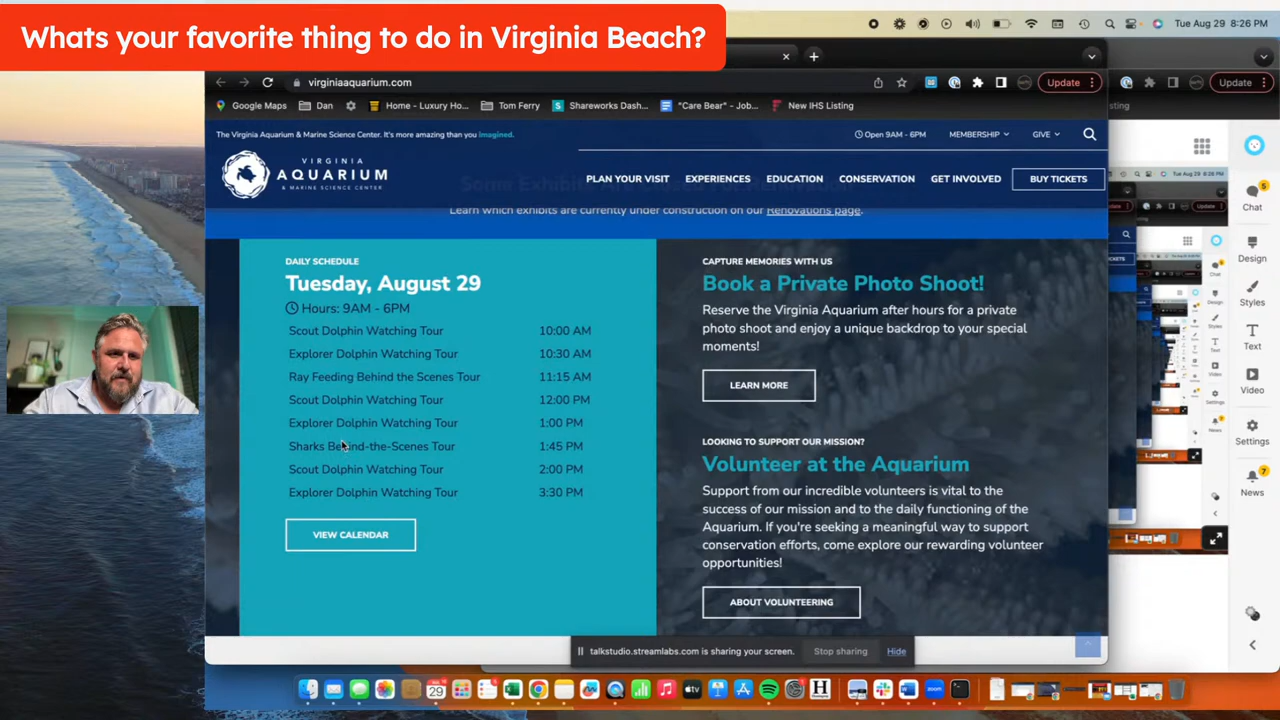 Whats your favorite thing to do in Virginia Beach?
Tue Aug 29 8:26 PM
virginiaaquarium.com
Update
Update
Google Maps
Dan
Home - Luxury Ho...
Tom Ferry
Shareworks Dash...
"Care Bear" - Job...
New IHS Listing
sting
The Virginia Aquarium & Marine Science Center. It's more amazing than you imagined.
Open 9AM - 6PM
MEMBERSHIP
GIVE
VIRGINIA
AQUARIUM
& MARINE SCIENCE CENTER
PLAN YOUR VISIT
EXPERIENCES
EDUCATION
CONSERVATION
GET INVOLVED
BUY TICKETS
Some Exhibits Are Closed For Renovation
Learn which exhibits are currently under construction on our Renovations page.
DAILY SCHEDULE
Tuesday, August 29
Hours: 9AM - 6PM
Scout Dolphin Watching Tour 10:00 AM
Explorer Dolphin Watching Tour 10:30 AM
Ray Feeding Behind the Scenes Tour 11:15 AM
Scout Dolphin Watching Tour 12:00 PM
Explorer Dolphin Watching Tour 1:00 PM
Sharks Behind-the-Scenes Tour 1:45 PM
Scout Dolphin Watching Tour 2:00 PM
Explorer Dolphin Watching Tour 3:30 PM
VIEW CALENDAR
CAPTURE MEMORIES WITH US
Book a Private Photo Shoot!
Reserve the Virginia Aquarium after hours for a private
photo shoot and enjoy a unique backdrop to your special
moments!
LEARN MORE
LOOKING TO SUPPORT OUR MISSION?
Volunteer at the Aquarium
Support from our incredible volunteers is vital to the
success of our mission and to the daily functioning of the
Aquarium. If you're seeking a meaningful way to support
conservation efforts, come explore our rewarding volunteer
opportunities!
ABOUT VOLUNTEERING
talkstudio.streamlabs.com is sharing your screen.
Stop sharing
Hide
5
Chat
Design
Styles
Text
Video
Settings
7
News
29
zoom